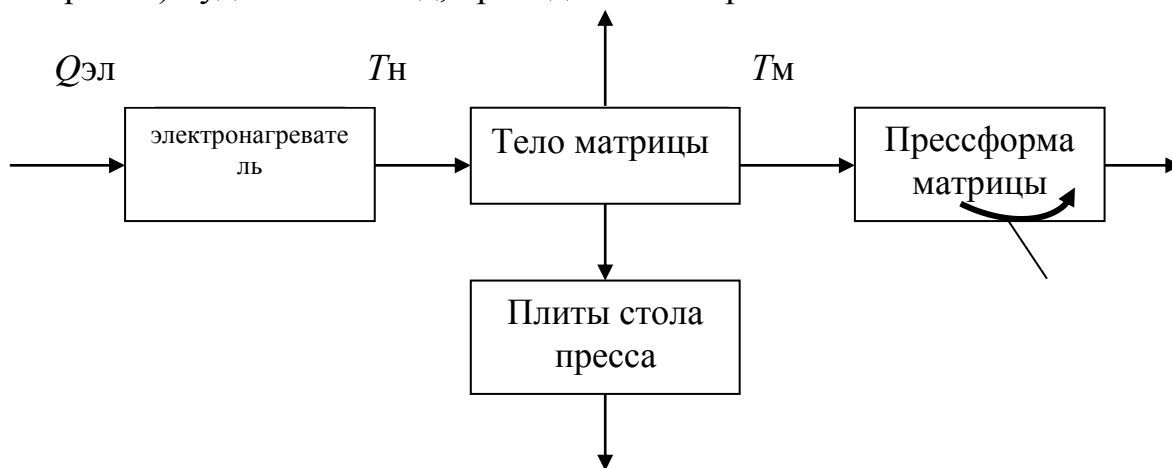 Qэл Tн Tм
электронагревате
ль
Тело матрицы
Прессформа
матрицы
Плиты стола
пресса